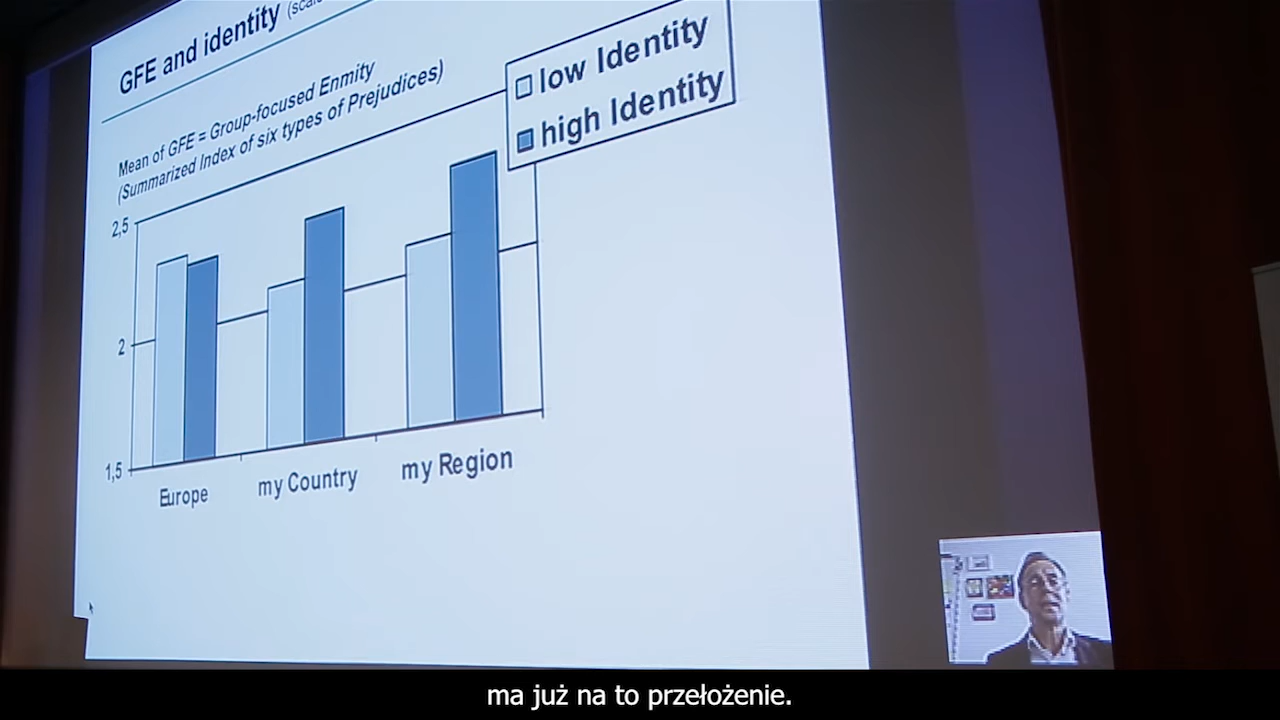 GFE and identity
Mean of GFE = Group-focused Enmity
(Summarized Index of six types of Prejudices)
low Identity
high Identity
2,5
2
1,5
Europe
my Country
my Region
ma już na to przełożenie.